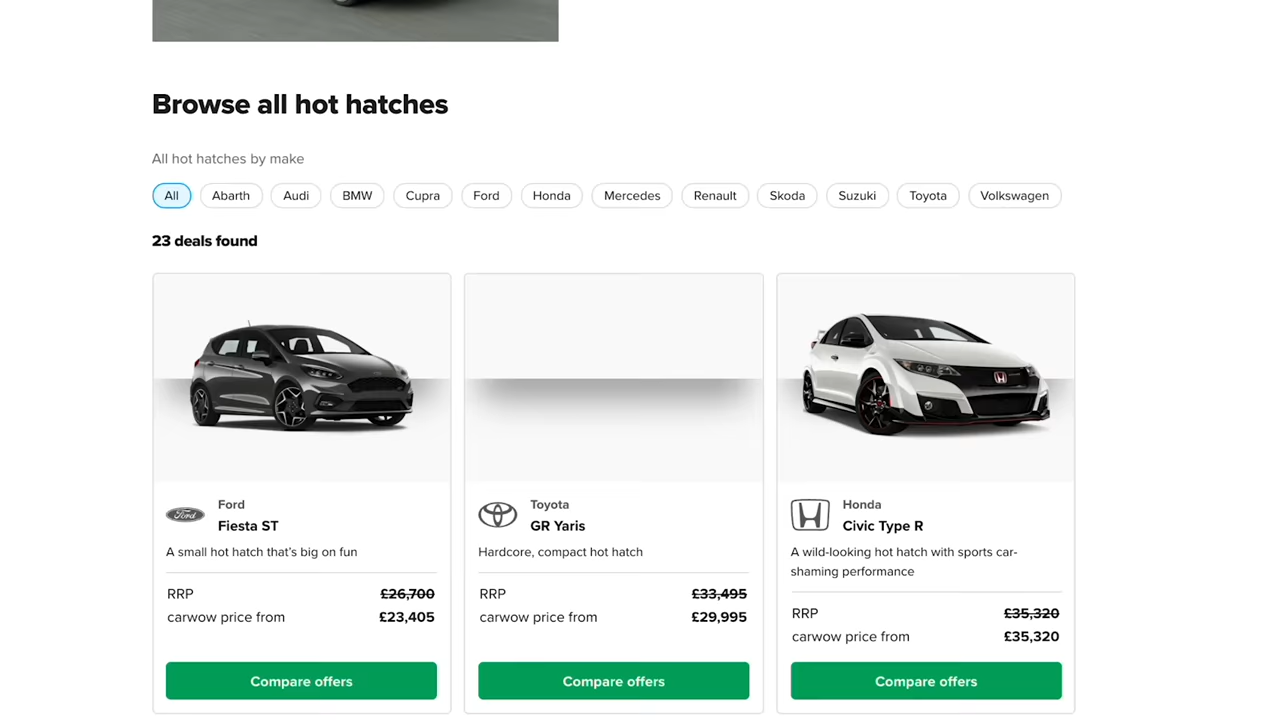 Browse all hot hatches
All hot hatches by make
All Abarth Audi BMW Cupra Ford Honda Mercedes Renault Skoda Suzuki Toyota Volkswagen
23 deals found
Ford
Ford
Fiesta ST
A small hot hatch that's big on fun
RRP £26,700
carwow price from £23,405
Compare offers
Toyota
GR Yaris
Hardcore, compact hot hatch
RRP £33,495
carwow price from £29,995
Compare offers
Honda
Civic Type R
A wild-looking hot hatch with sports car-
shaming performance
RRP £35,320
carwow price from £35,320
Compare offers